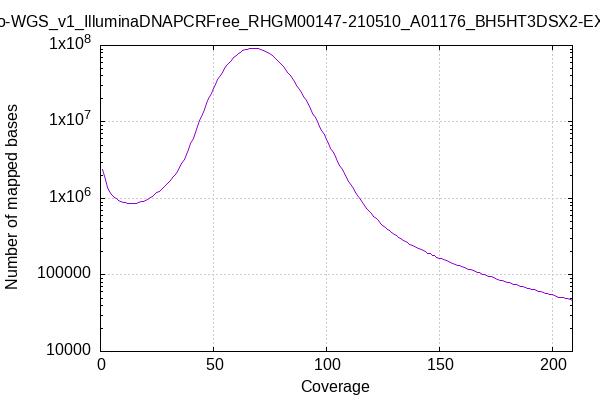 o-WGS_v1_IlluminaDNAPCRFree_RHGM00147-210510_A01176_BH5HT3DSX2-EX
Number of mapped bases
1x10⁸
1x10⁷
1x10⁶
100000
10000
0 50 100 150 200
Coverage